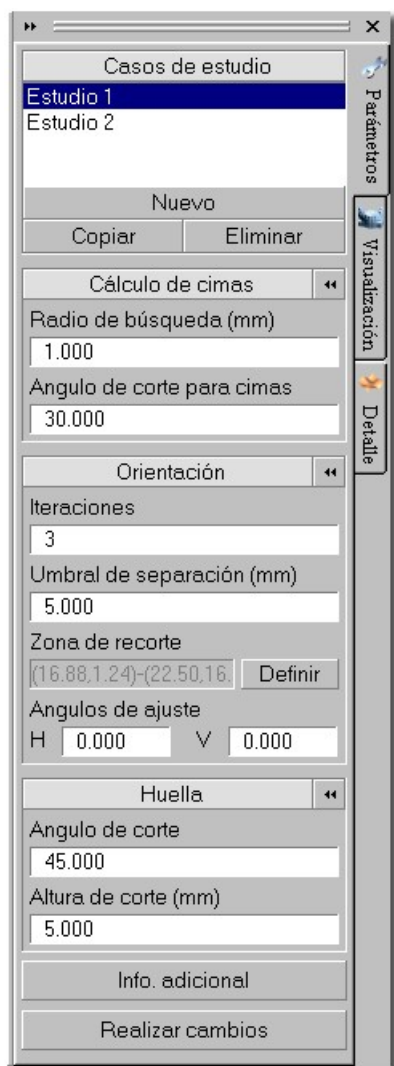 Casos de estudio
Estudio 1
Estudio 2
Nuevo
Copiar Eliminar
Cálculo de cimas
Radio de búsqueda (mm)
1.000
Angulo de corte para cimas
30.000
Orientación
Iteraciones
3
Umbral de separación (mm)
5.000
Zona de recorte
(16.88,1.24)-(22.50,16. Definir
Angulos de ajuste
H 0.000 V 0.000
Huella
Angulo de corte
45.000
Altura de corte (mm)
5.000
Info. adicional
Realizar cambios
Parámetros
Visualización
Detalle